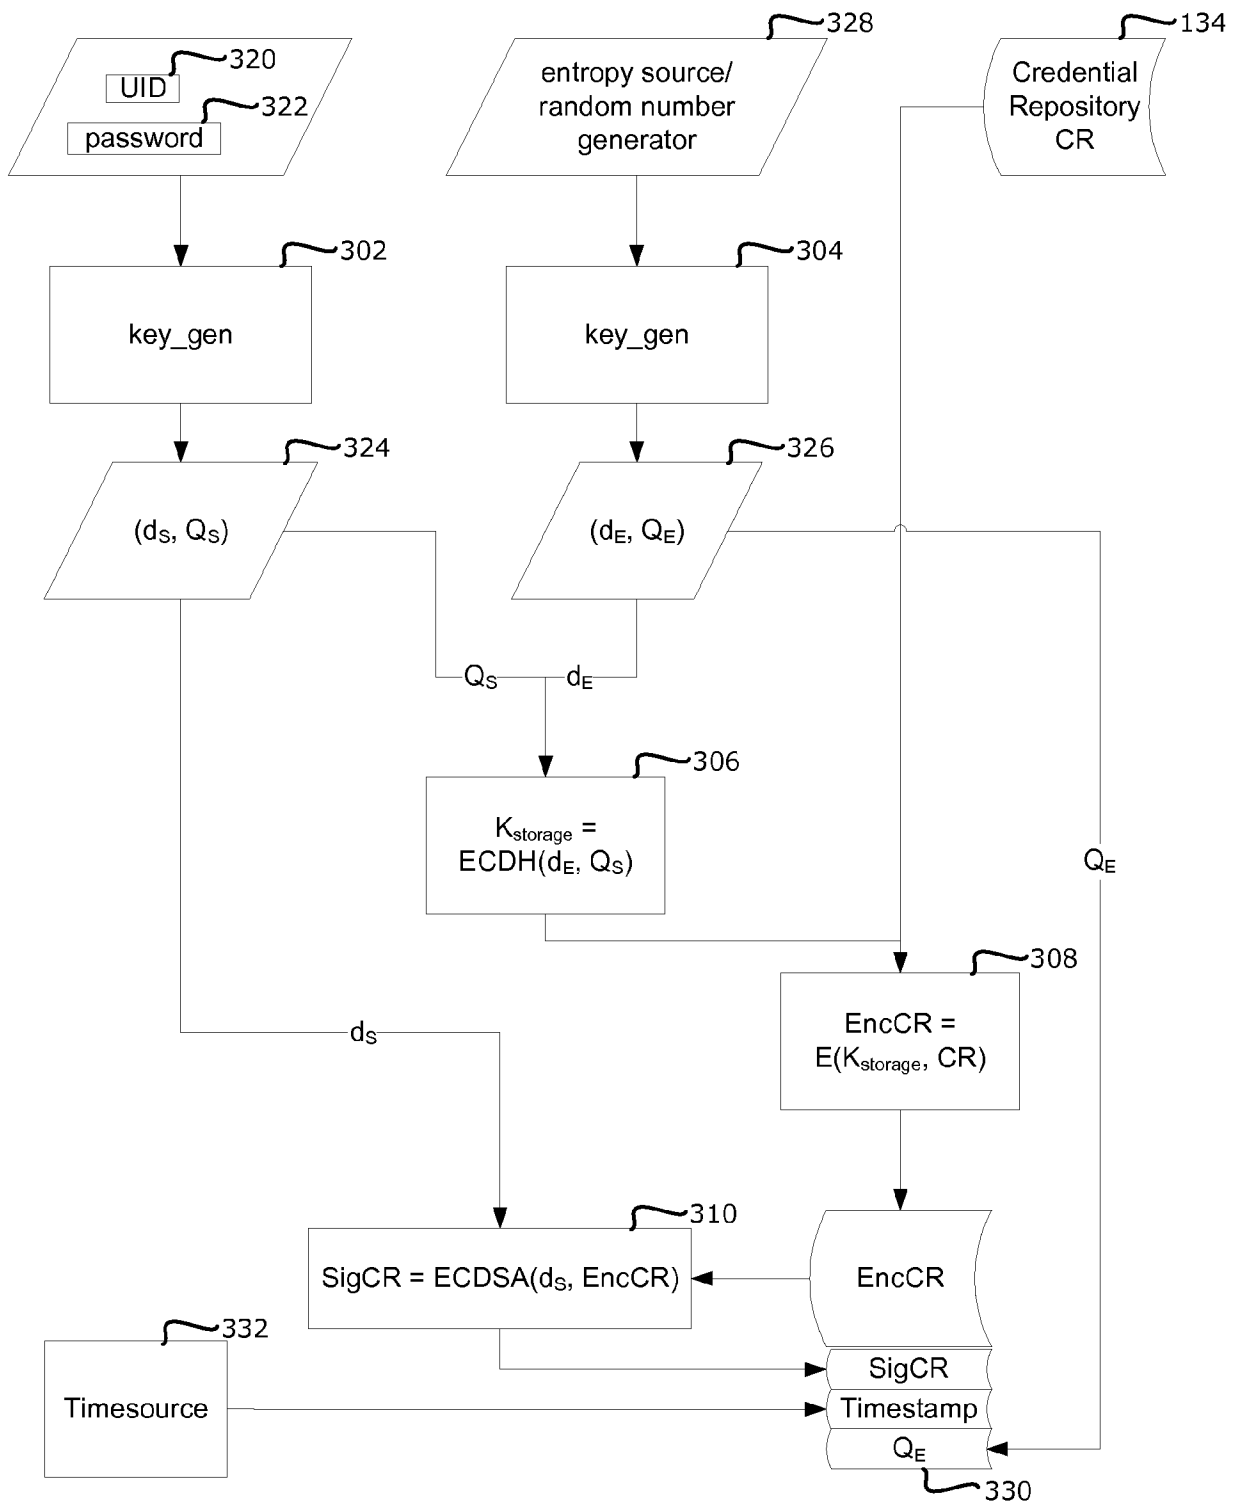 320
UID
322
password
328
entropy source/
random number
generator
134
Credential
Repository
CR
302
key_gen
304
key_gen
324
(dS, QS)
326
(dE, QE)
QS
dE
306
Kstorage =
ECDH(dE, QS)
QE
308
EncCR =
E(Kstorage, CR)
dS
310
SigCR = ECDSA(dS, EncCR)
EncCR
332
Timesource
SigCR
Timestamp
QE
330